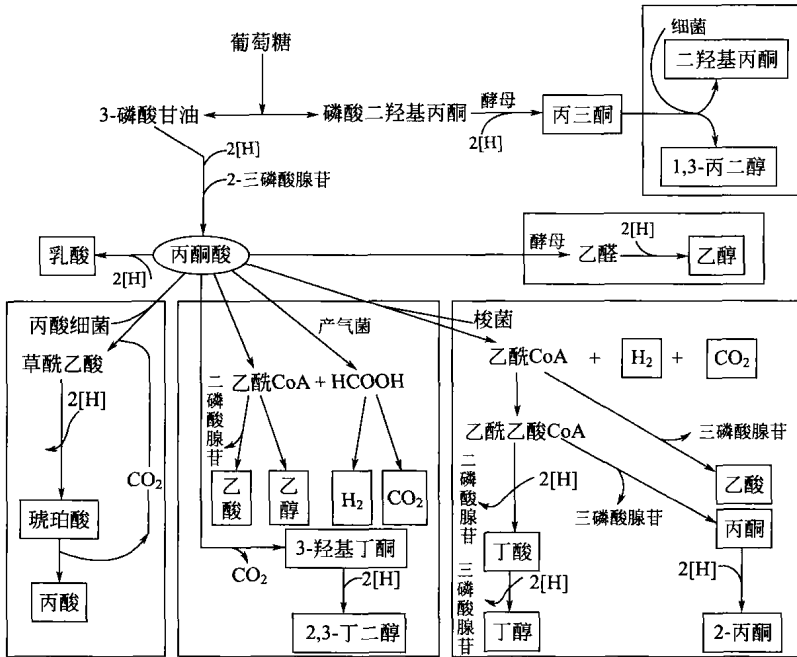 葡萄糖
细菌
二羟基丙酮
3-磷酸甘油
磷酸二羟基丙酮
酵母
2[H]
丙三酮
1,3-丙二醇
2[H]
2-三磷酸腺苷
乳酸
2[H]
丙酮酸
酵母
乙醛
2[H]
乙醇
丙酸细菌
草酰乙酸
2[H]
CO₂
琥珀酸
丙酸
产气菌
乙酰CoA + HCOOH
二磷酸腺苷
乙酸
乙醇
H₂
CO₂
3-羟基丁酮
CO₂
2[H]
2,3-丁二醇
梭菌
乙酰CoA + H₂ + CO₂
乙酰乙酸CoA
三磷酸腺苷
乙酸
二磷酸腺苷
2[H]
三磷酸腺苷
丙酮
丁酸
三磷酸腺苷
2[H]
2[H]
丁醇
2-丙酮